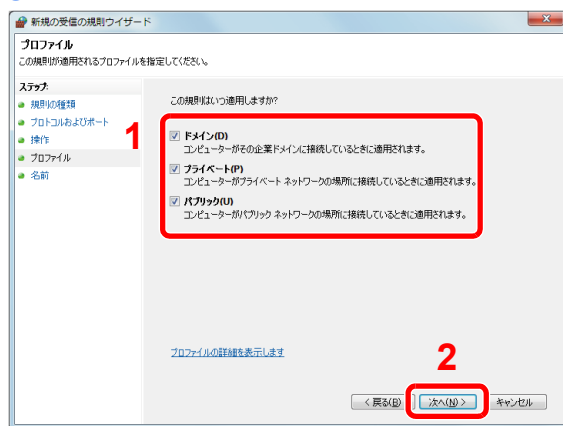 新規の受信の規則ウィザード
プロファイル
この規則が適用されるプロファイルを指定してください。
ステップ:
規則の種類
プロトコルおよびポート
操作
プロファイル
名前
この規則はいつ適用しますか?
1
ドメイン(D)
コンピューターがその企業ドメインに接続しているときに適用されます。
プライベート(P)
コンピューターがプライベート ネットワークの場所に接続しているときに適用されます。
パブリック(U)
コンピューターがパブリック ネットワークの場所に接続しているときに適用されます。
プロファイルの詳細を表示します
2
< 戻る(B) 次へ(N) > キャンセル